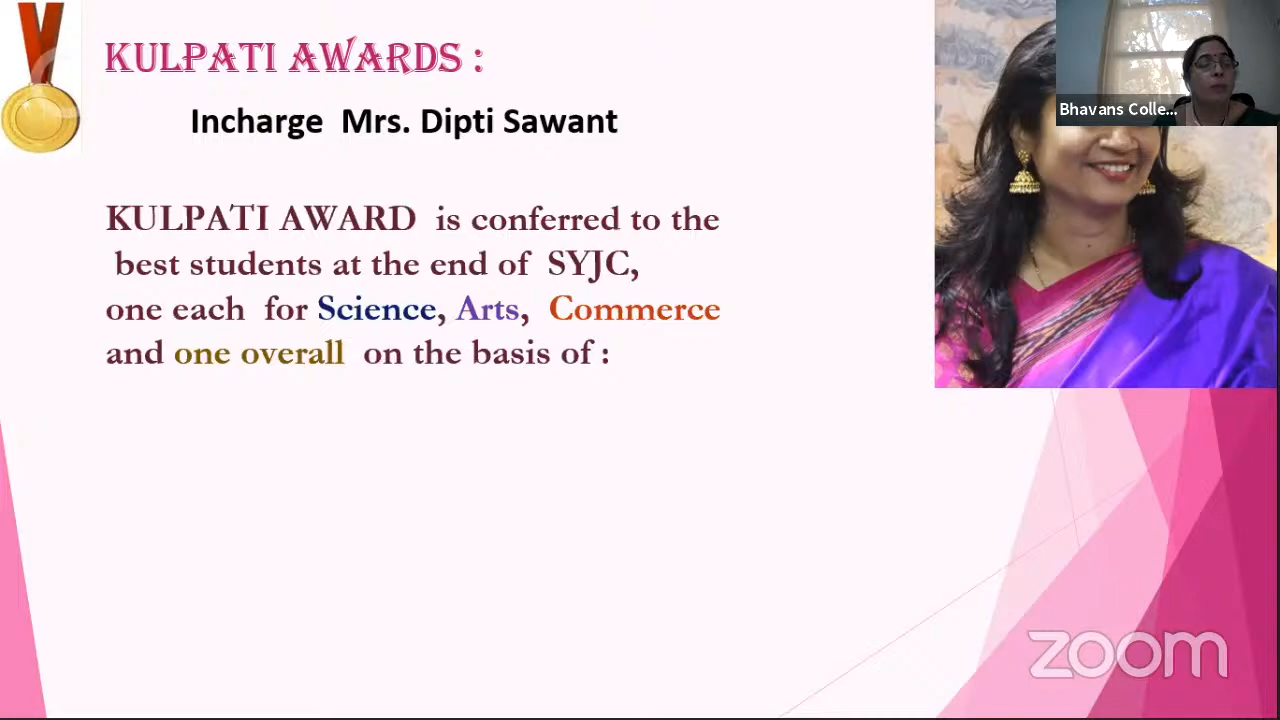 KULPATI AWARDS :
Incharge Mrs. Dipti Sawant
KULPATI AWARD is conferred to the
best students at the end of SYJC,
one each for Science, Arts, Commerce
and one overall on the basis of :
Bhavans Colle...
zoom